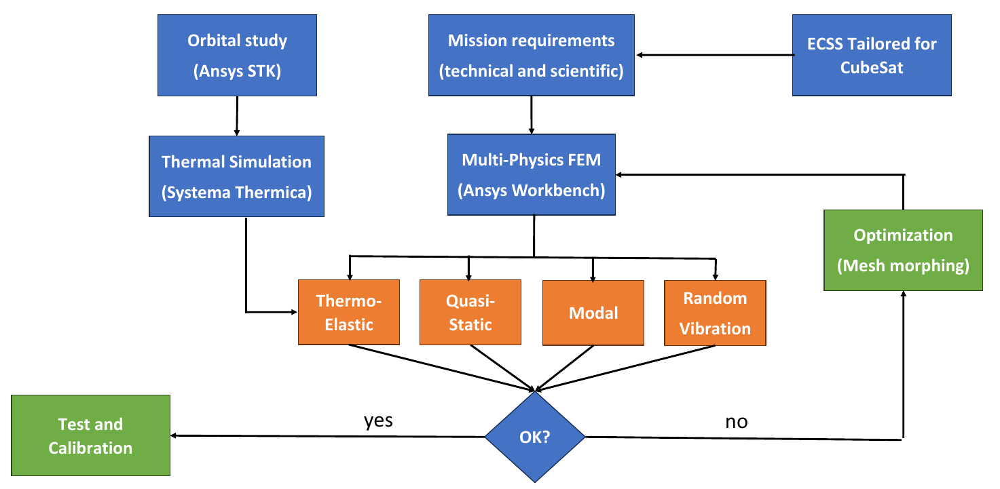 Orbital study
(Ansys STK)
Mission requirements
(technical and scientific)
ECSS Tailored for
CubeSat
Thermal Simulation
(Systema Thermica)
Multi-Physics FEM
(Ansys Workbench)
Optimization
(Mesh morphing)
Thermo-
Elastic
Quasi-
Static
Modal
Random
Vibration
Test and
Calibration
yes
OK?
no